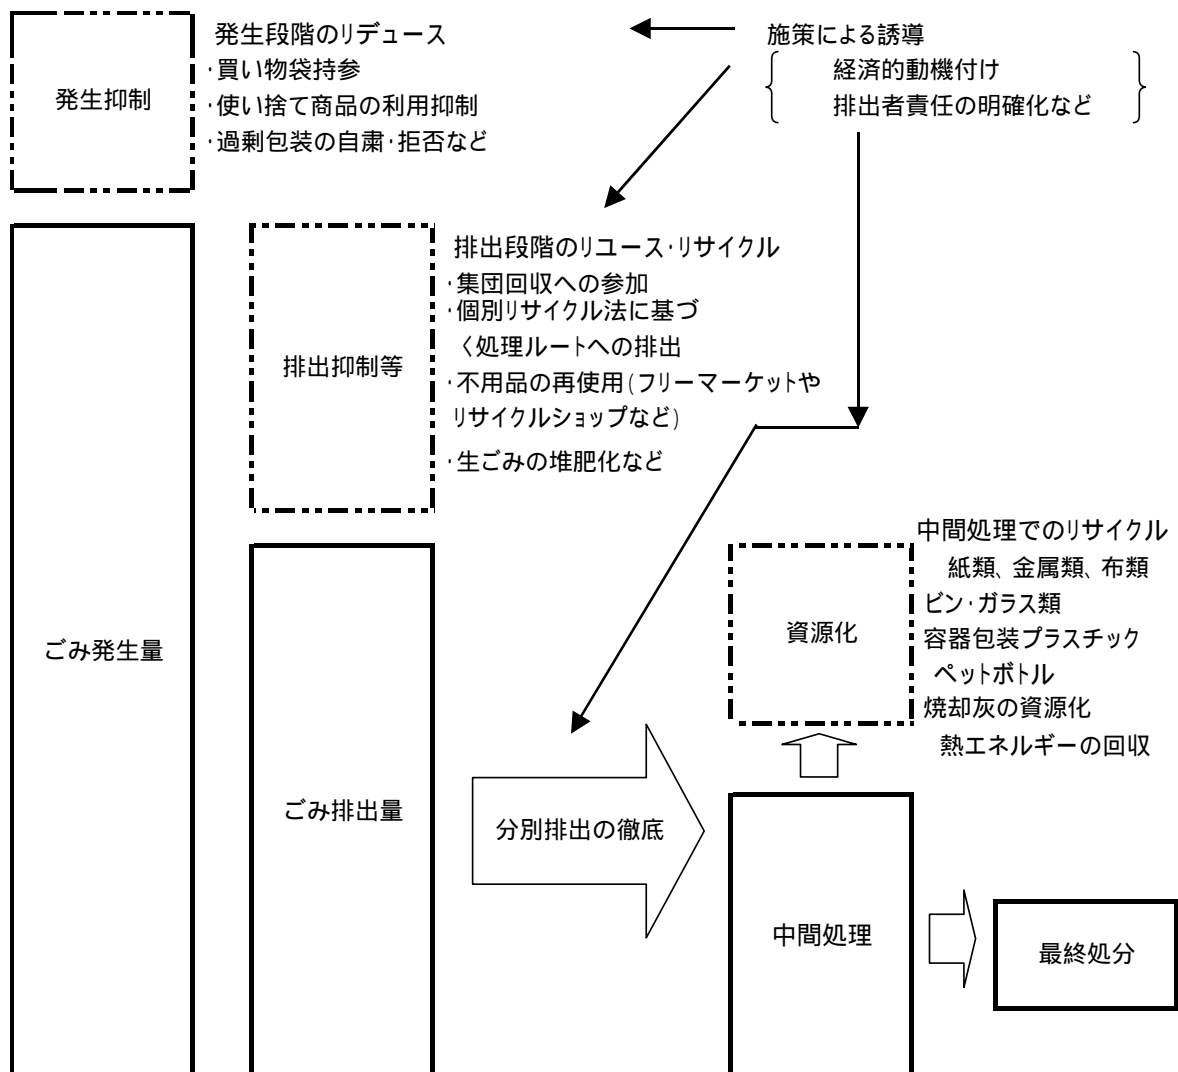 発生抑制
発生段階のリデュース
・買い物袋持参
・使い捨て商品の利用抑制
・過剰包装の自粛・拒否など
施策による誘導
経済的動機付け
排出者責任の明確化など
排出抑制等
排出段階のリユース・リサイクル
・集団回収への参加
・個別リサイクル法に基づ
く処理ルートへの排出
・不用品の再使用(フリーマーケットや
リサイクルショップなど)
・生ごみの堆肥化など
ごみ発生量
ごみ排出量
分別排出の徹底
資源化
中間処理でのリサイクル
紙類、金属類、布類
ビン・ガラス類
容器包装プラスチック
ペットボトル
焼却灰の資源化
熱エネルギーの回収
中間処理
最終処分